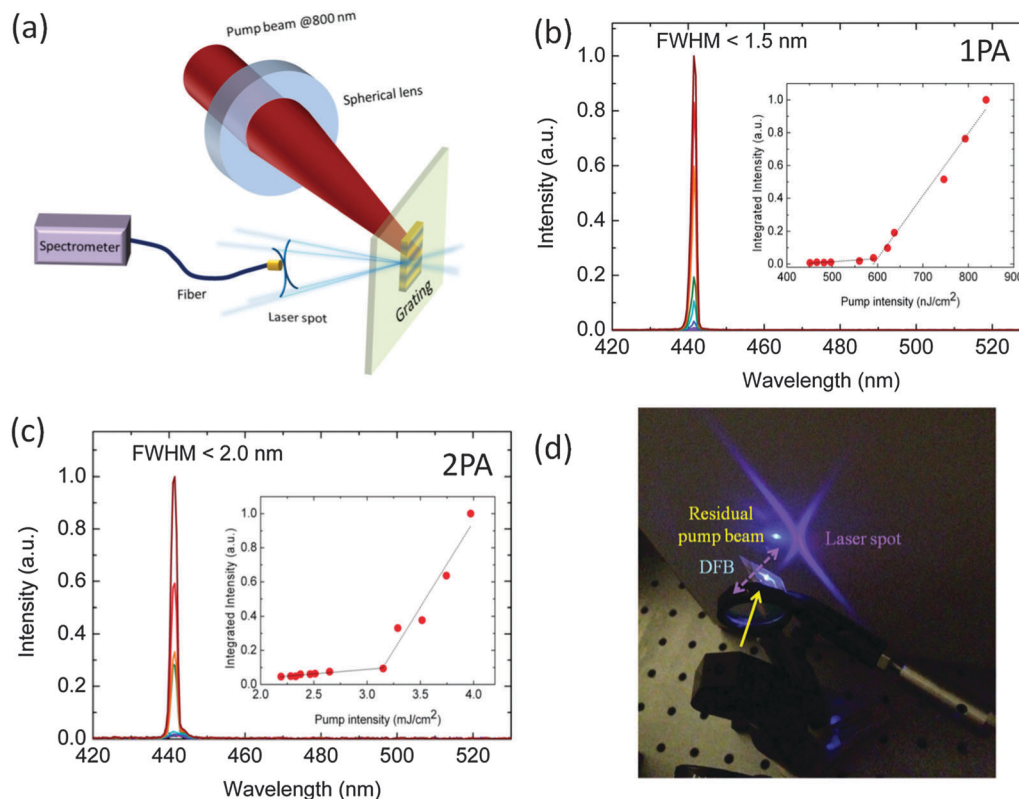 (a)
Pump beam @800 nm
Spherical lens
Spectrometer
Fiber
Laser spot
Grating
(b)
FWHM < 1.5 nm
1PA
Intensity (a.u.)
1.0
0.8
0.6
0.4
0.2
0.0
420 440 460 480 500 520
Wavelength (nm)
Integrated Intensity (a.u.)
1.0
0.8
0.6
0.4
0.2
0.0
400 500 600 700 800 900
Pump intensity (nJ/cm²)
(c)
FWHM < 2.0 nm
2PA
Intensity (a.u.)
1.0
0.8
0.6
0.4
0.2
0.0
420 440 460 480 500 520
Wavelength (nm)
Integrated Intensity (a.u.)
1.0
0.8
0.6
0.4
0.2
0.0
2.0 2.5 3.0 3.5 4.0
Pump intensity (mJ/cm²)
(d)
Residual
pump beam
Laser spot
DFB